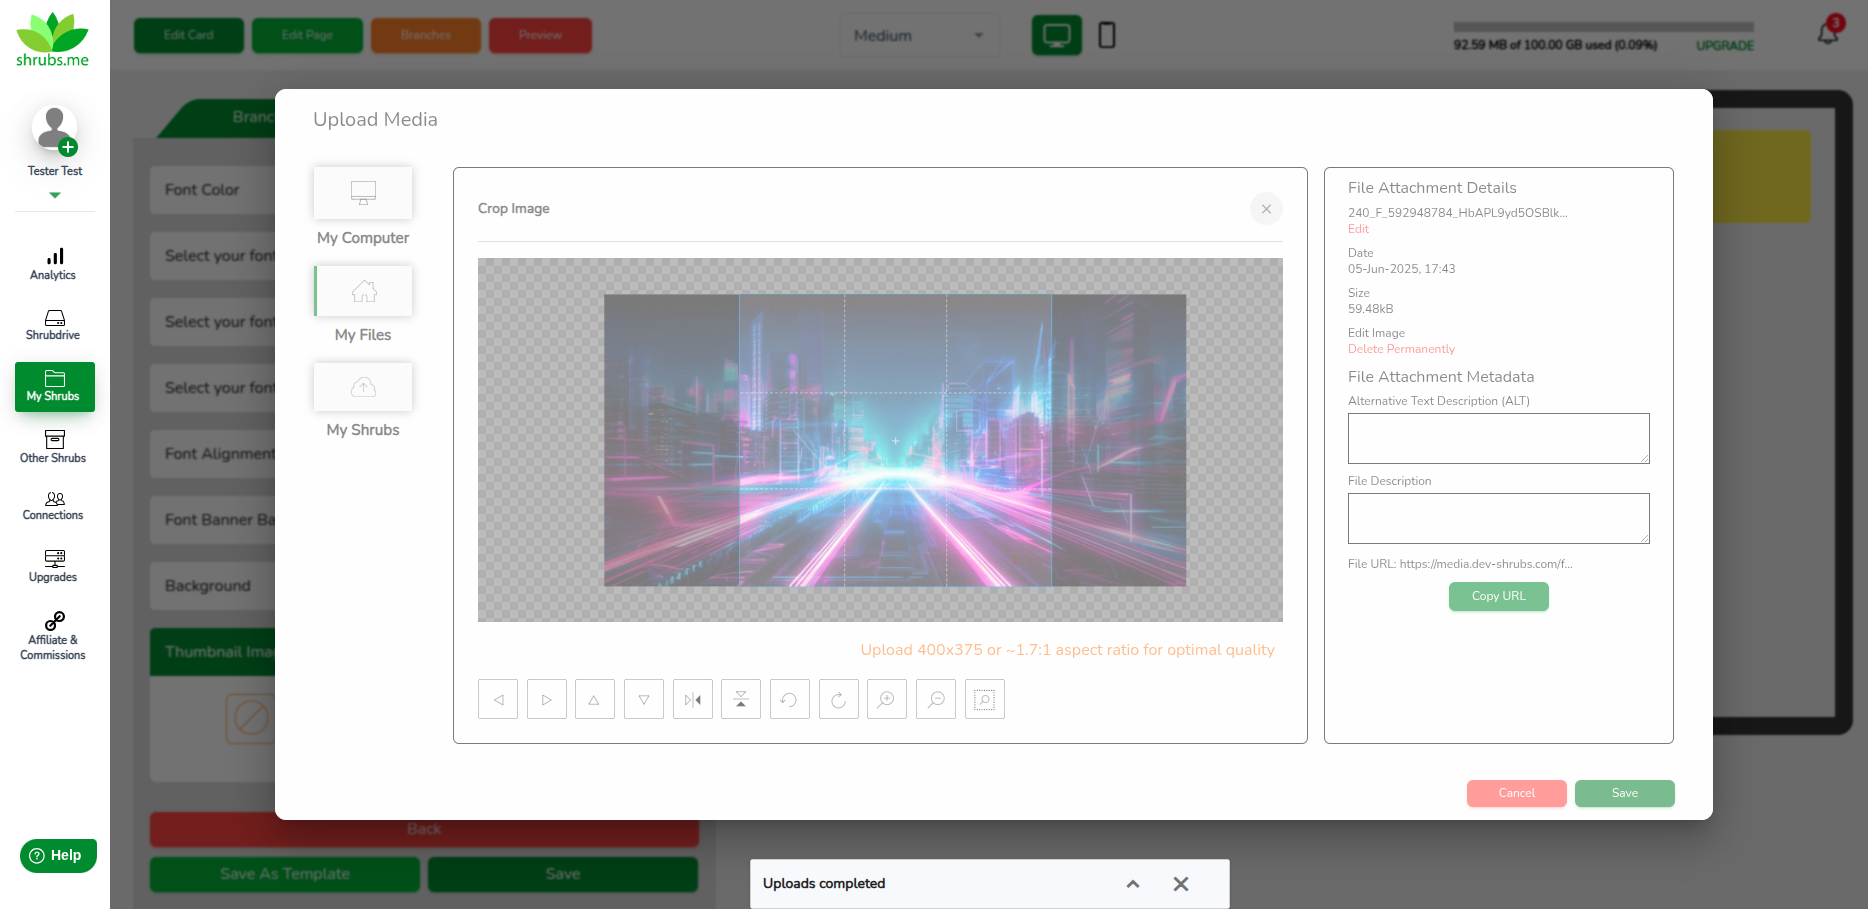 shrubs.me
Edit Card
Edit Page
Branches
Preview
Medium
92.59 MB of 100.00 GB used (0.09%)
UPGRADE
3
Tester Test
Analytics
Shrubdrive
My Shrubs
Other Shrubs
Connections
Upgrades
Affiliate &
Commissions
Help
Font Color
Select your
Select your
Select your
Font Alignment
Font Banner
Background
Thumbnail
Back
Save As Template
Save
Upload Media
My Computer
My Files
My Shrubs
Crop Image
Upload 400x375 or ~1.7:1 aspect ratio for optimal quality
File Attachment Details
240_F_592948784_HbAPL9yd5OSBlk...
Edit
Date
05-Jun-2025, 17:43
Size
59.48kB
Edit Image
Delete Permanently
File Attachment Metadata
Alternative Text Description (ALT)
File Description
File URL: https://media.dev-shrubs.com/f...
Copy URL
Cancel
Save
Uploads completed